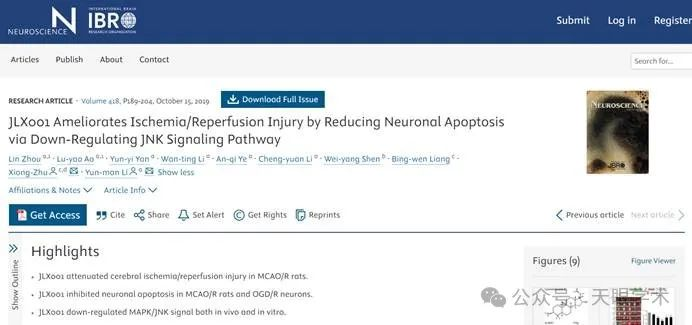 NEUROSCIENCE
INTERNATIONAL BRAIN
IBRO
RESEARCH ORGANIZATION
Submit Log in Register
Articles Publish About Contact
Search for...
RESEARCH ARTICLE · Volume 418, P189-204, October 15, 2019
Download Full Issue
JLX001 Ameliorates Ischemia/Reperfusion Injury by Reducing Neuronal Apoptosis
via Down-Regulating JNK Signaling Pathway
Lin Zhou a,1 · Lu-yao Ao a,1 · Yun-yi Yan a · Wan-ting Li a · An-qi Ye a · Cheng-yuan Li a · Wei-yang Shen b · Bing-wen Liang c ·
Xiong-Zhu c,d · Yun-man Li a Show less
Affiliations & Notes Article Info
Get Access Cite Share Set Alert Get Rights Reprints
Previous article Next article
NEUROSCIENCE
IBRO
Show Outline
Highlights
• JLX001 attenuated cerebral ischemia/reperfusion injury in MCAO/R rats.
• JLX001 inhibited neuronal apoptosis in MCAO/R rats and OGD/R neurons.
• JLX001 down-regulated MAPK/JNK signal both in vivo and in vitro.
Figures (9) Figure Viewer
公众号 · 天眼学术